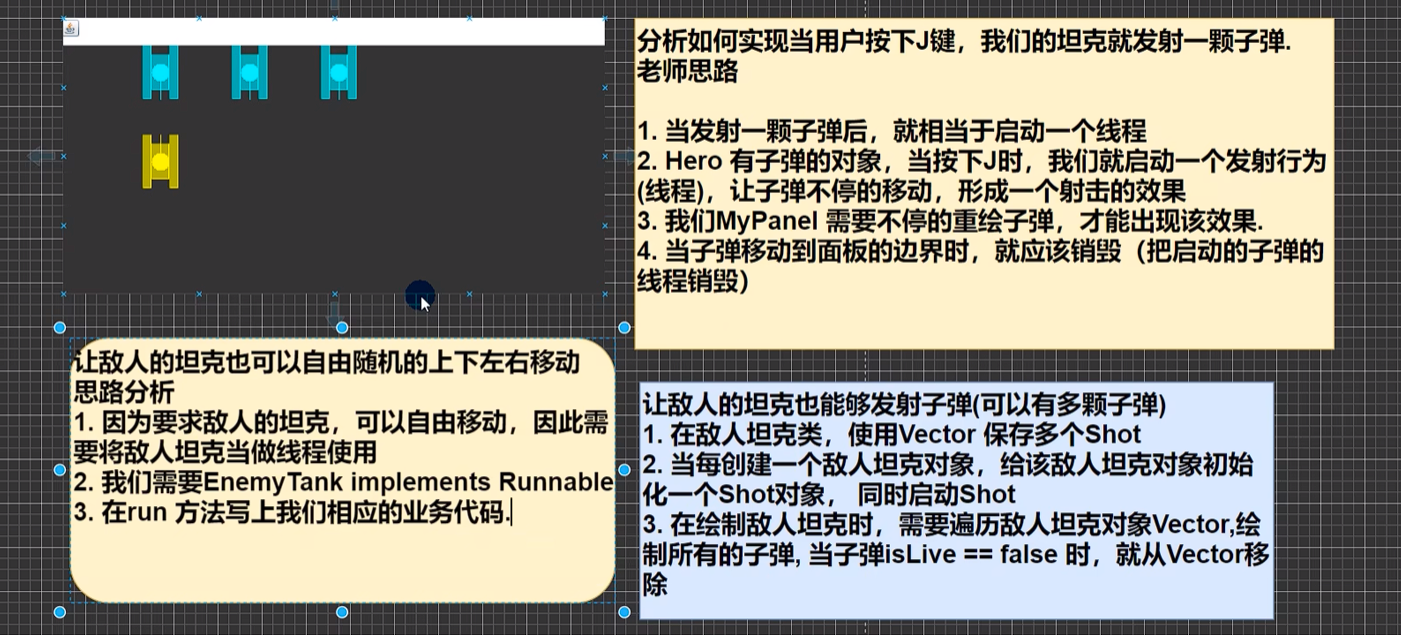 分析如何实现当用户按下J键，我们的坦克就发射一颗子弹.
老师思路
1. 当发射一颗子弹后，就相当于启动一个线程
2. Hero 有子弹的对象，当按下J时，我们就启动一个发射行为
(线程)，让子弹不停的移动，形成一个射击的效果
3. 我们MyPanel 需要不停的重绘子弹，才能出现该效果.
4. 当子弹移动到面板的边界时，就应该销毁（把启动的子弹的
线程销毁）
让敌人的坦克也可以自由随机的上下左右移动
思路分析
1. 因为要求敌人的坦克，可以自由移动，因此需
要将敌人坦克当做线程使用
2. 我们需要EnemyTank implements Runnable
3. 在run 方法写上我们相应的业务代码.
让敌人的坦克也能够发射子弹(可以有多颗子弹)
1. 在敌人坦克类，使用Vector 保存多个Shot
2. 当每创建一个敌人坦克对象，给该敌人坦克对象初始
化一个Shot对象， 同时启动Shot
3. 在绘制敌人坦克时，需要遍历敌人坦克对象Vector,绘
制所有的子弹, 当子弹isLive == false 时，就从Vector移
除